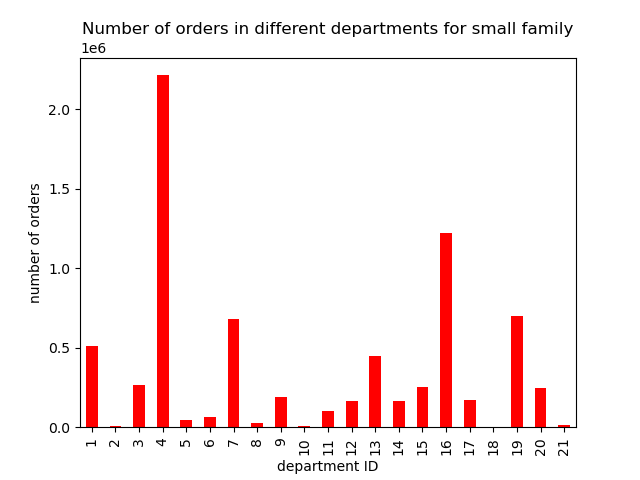 Number of orders in different departments for small family
1e6
2.0
1.5
1.0
0.5
0.0
number of orders
1 2 3 4 5 6 7 8 9 10 11 12 13 14 15 16 17 18 19 20 21
department ID